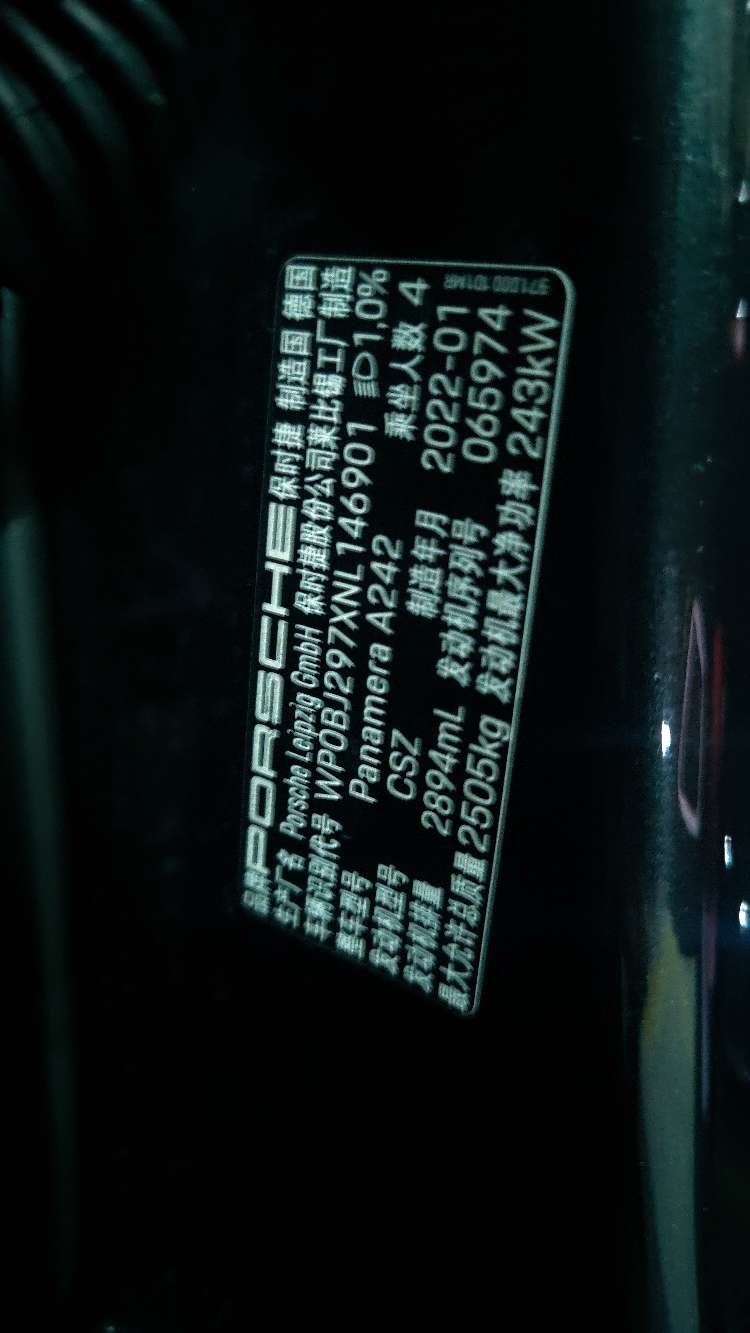 品牌 PORSCHE 保时捷 制造国 德国
生产厂名 Porsche Leipzig GmbH 保时捷股份公司莱比锡工厂制造
车辆识别代号 WP0BJ297XNL146901 1,0%
整车型号 Panamera A242
发动机型号 CSZ 乘坐人数 4
发动机排量 2894mL 制造年月 2022-01
最大允许总质量 2505kg 发动机序列号 065974
发动机最大净功率 243kW